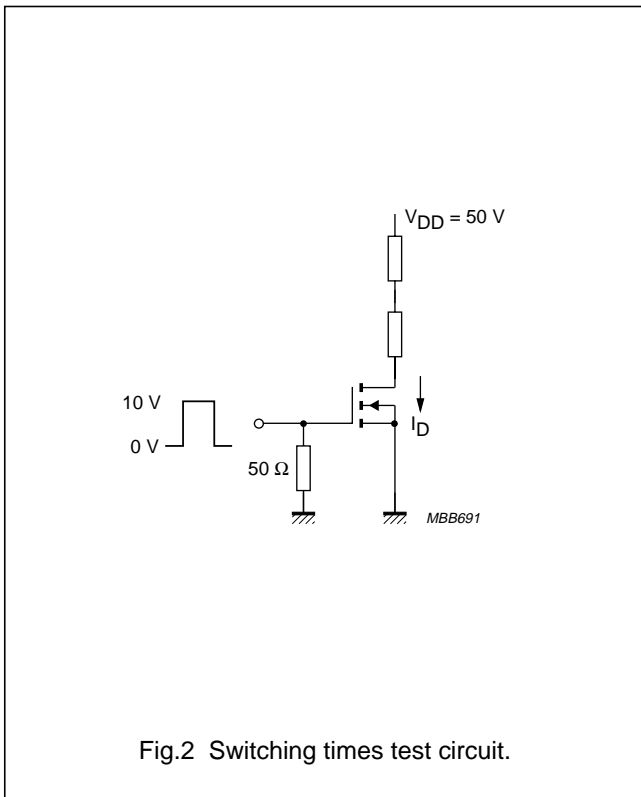 V_DD = 50 V
10 V
0 V
50 Ω
I_D
MBB691
Fig.2 Switching times test circuit.